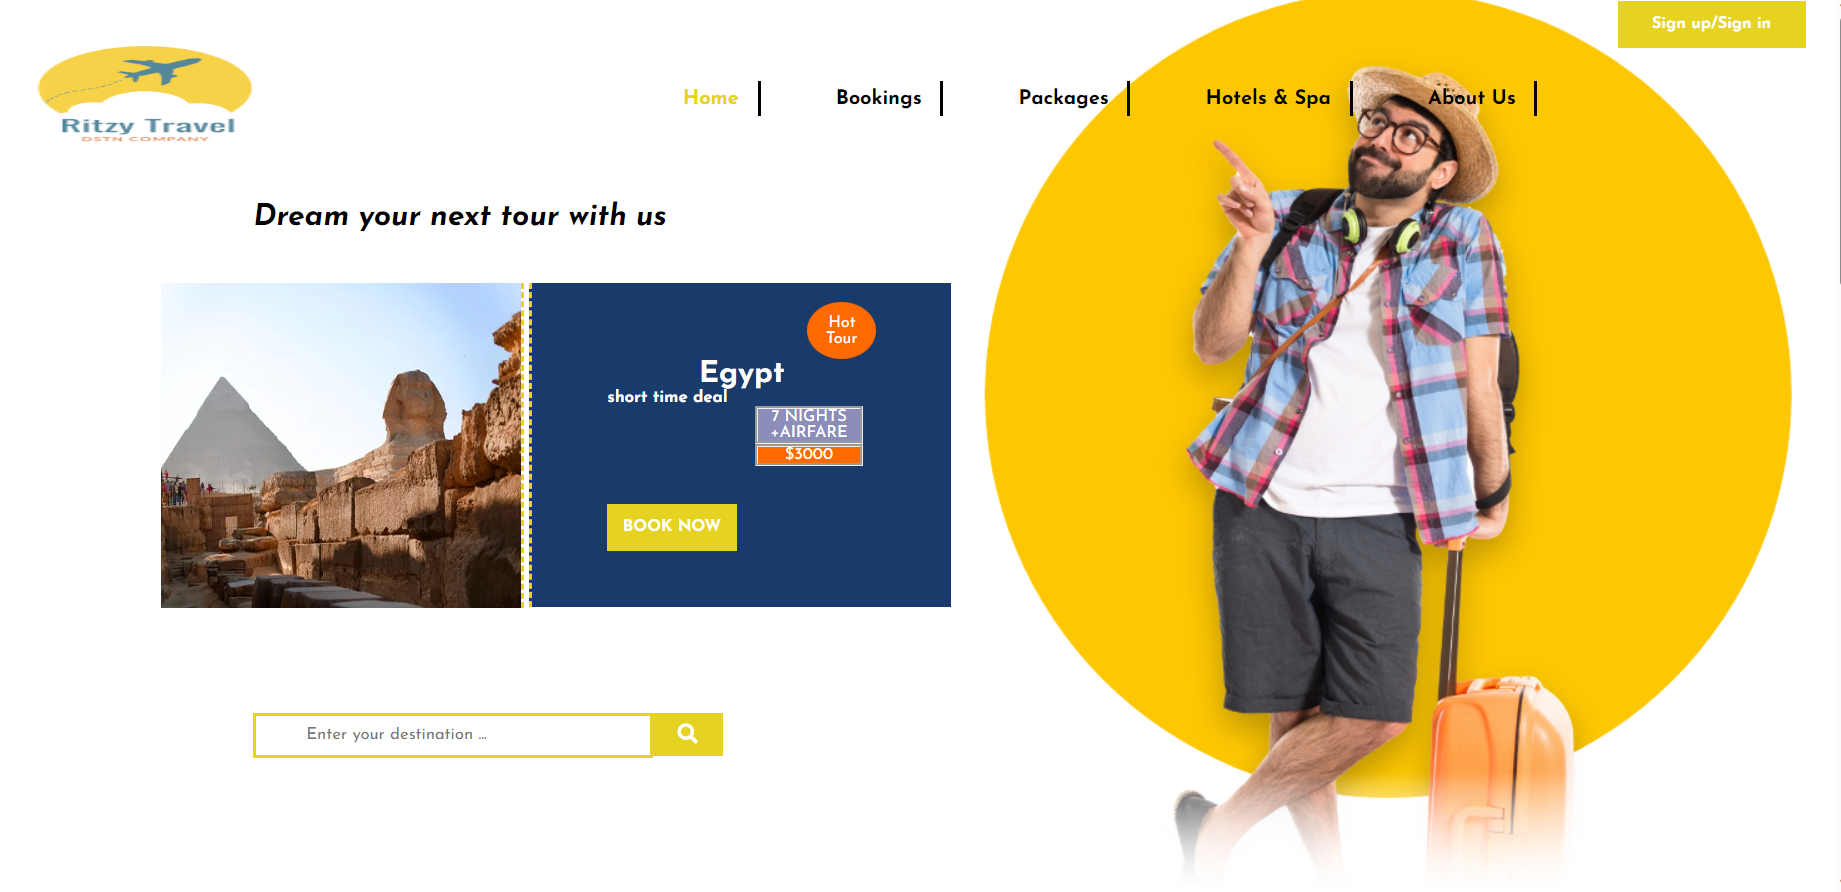 Sign up/Sign in
Ritzy Travel
DSTN COMPANY
Home
Bookings
Packages
Hotels & Spa
About Us
Dream your next tour with us
Hot
Tour
Egypt
short time deal
7 NIGHTS
+AIRFARE
$3000
BOOK NOW
Enter your destination ...